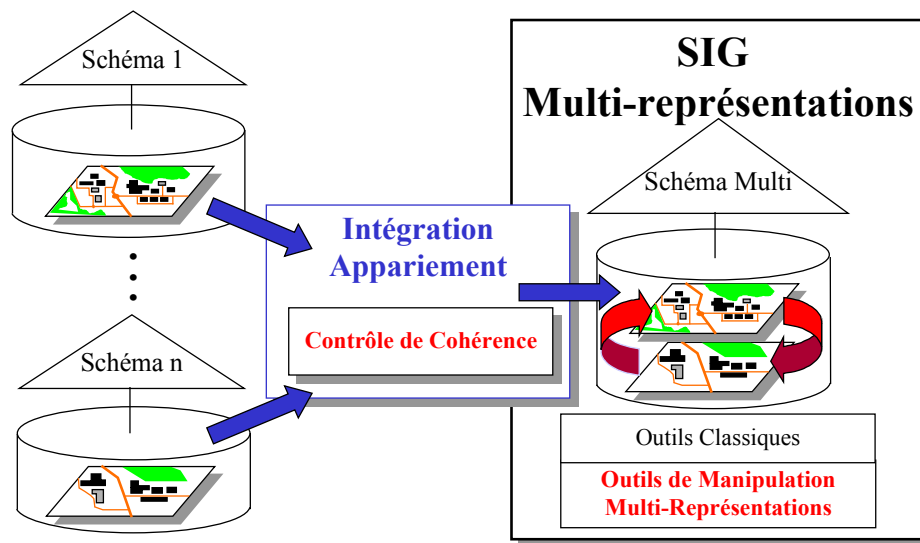 Schéma 1
Schéma n
Intégration
Appariement
Contrôle de Cohérence
SIG
Multi-représentations
Schéma Multi
Outils Classiques
Outils de Manipulation
Multi-Représentations